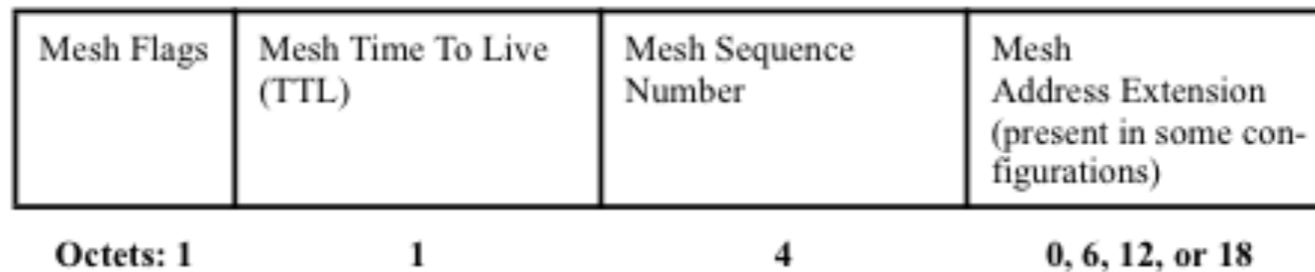 Mesh Flags
Mesh Time To Live
(TTL)
Mesh Sequence
Number
Mesh
Address Extension
(present in some con-
figurations)
Octets: 1
1
4
0, 6, 12, or 18